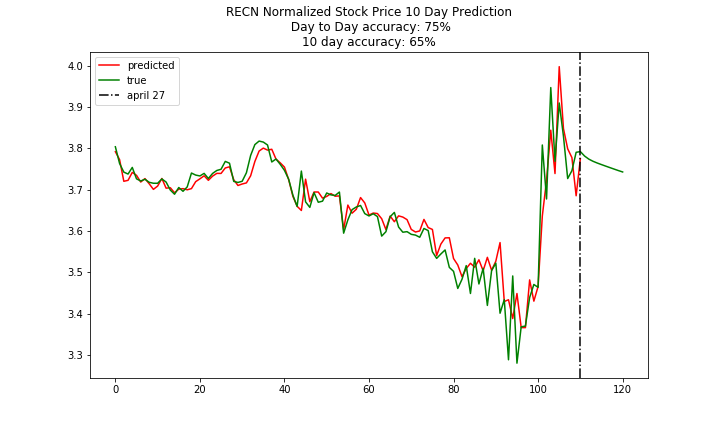 RECN Normalized Stock Price 10 Day Prediction
Day to Day accuracy: 75%
10 day accuracy: 65%
predicted
true
april 27
4.0
3.9
3.8
3.7
3.6
3.5
3.4
3.3
0 20 40 60 80 100 120